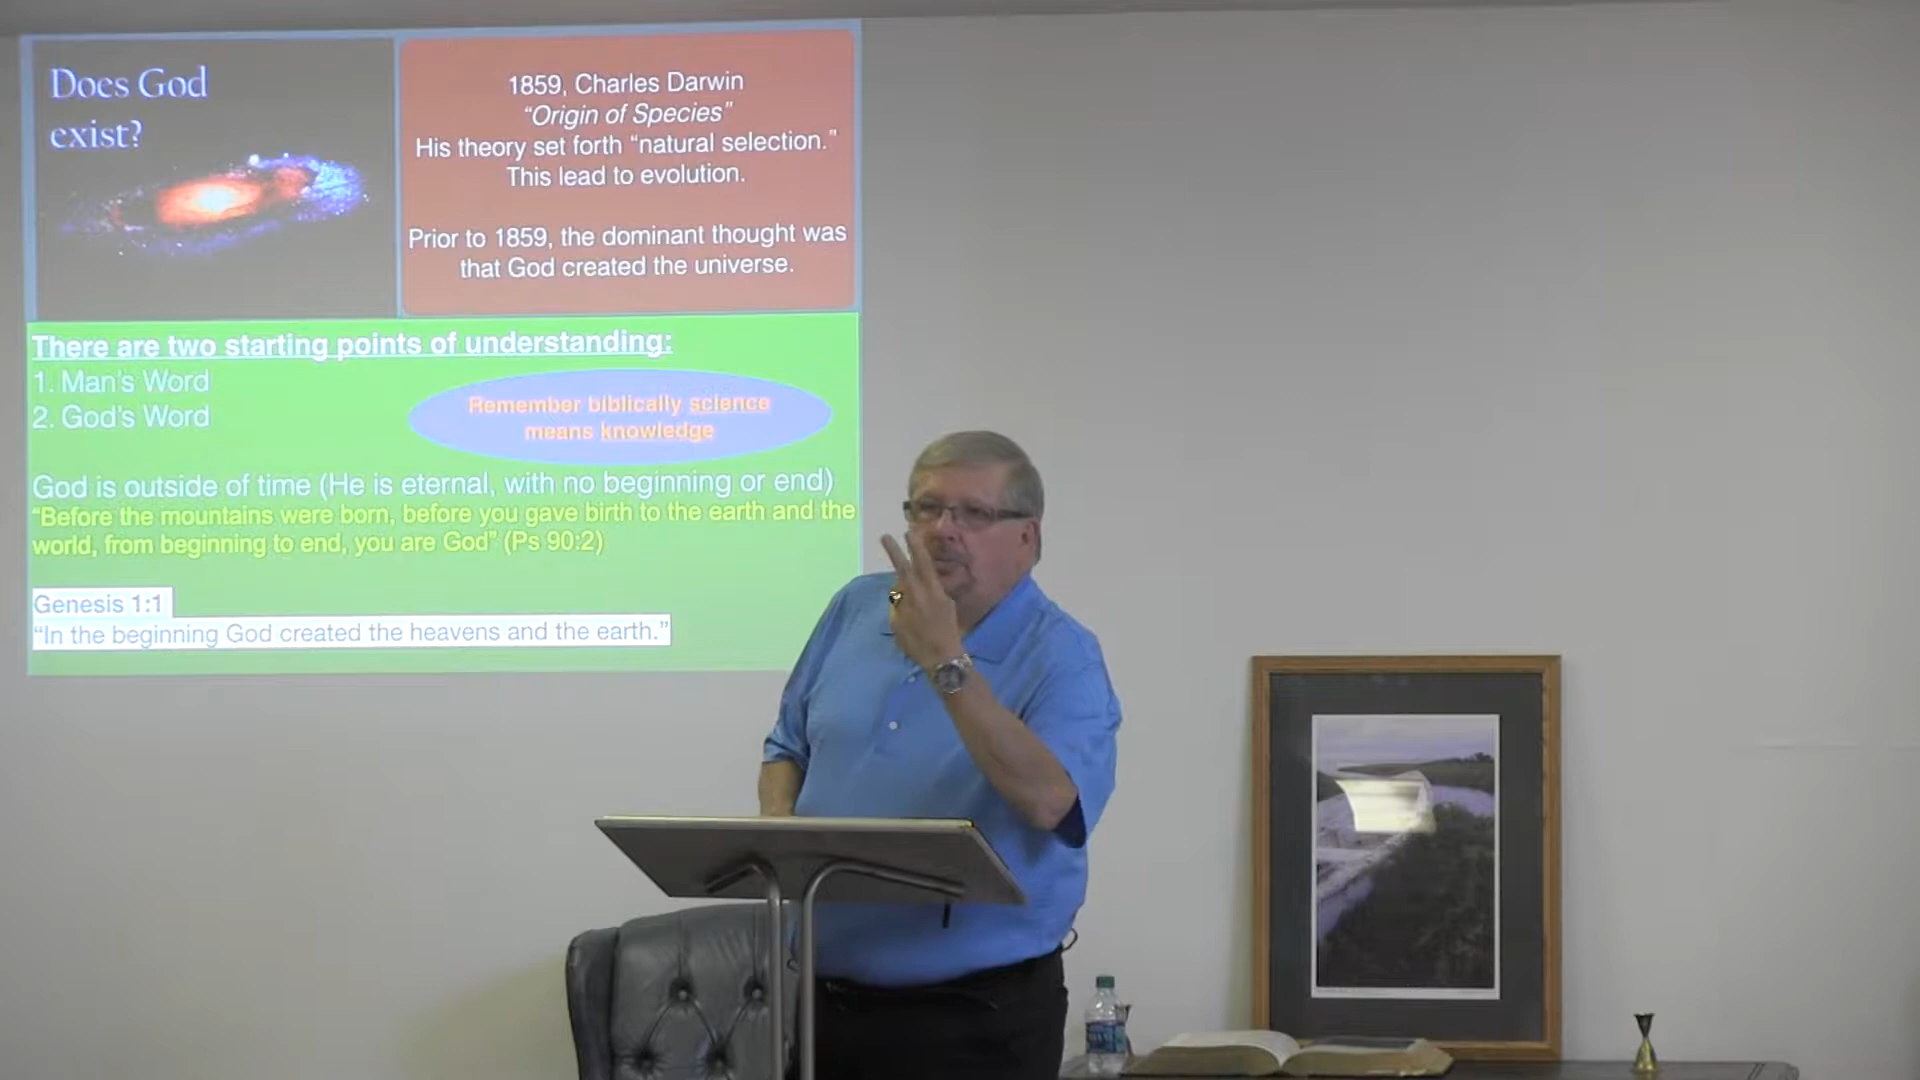 Does God
exist?
1859, Charles Darwin
“Origin of Species”
His theory set forth “natural selection.”
This lead to evolution.
Prior to 1859, the dominant thought was
that God created the universe.
There are two starting points of understanding:
1. Man’s Word
2. God’s Word
Remember biblically science
means knowledge
God is outside of time (He is eternal, with no beginning or end)
“Before the mountains were born, before you gave birth to the earth and the
world, from beginning to end, you are God” (Ps 90:2)
Genesis 1:1
“In the beginning God created the heavens and the earth.”